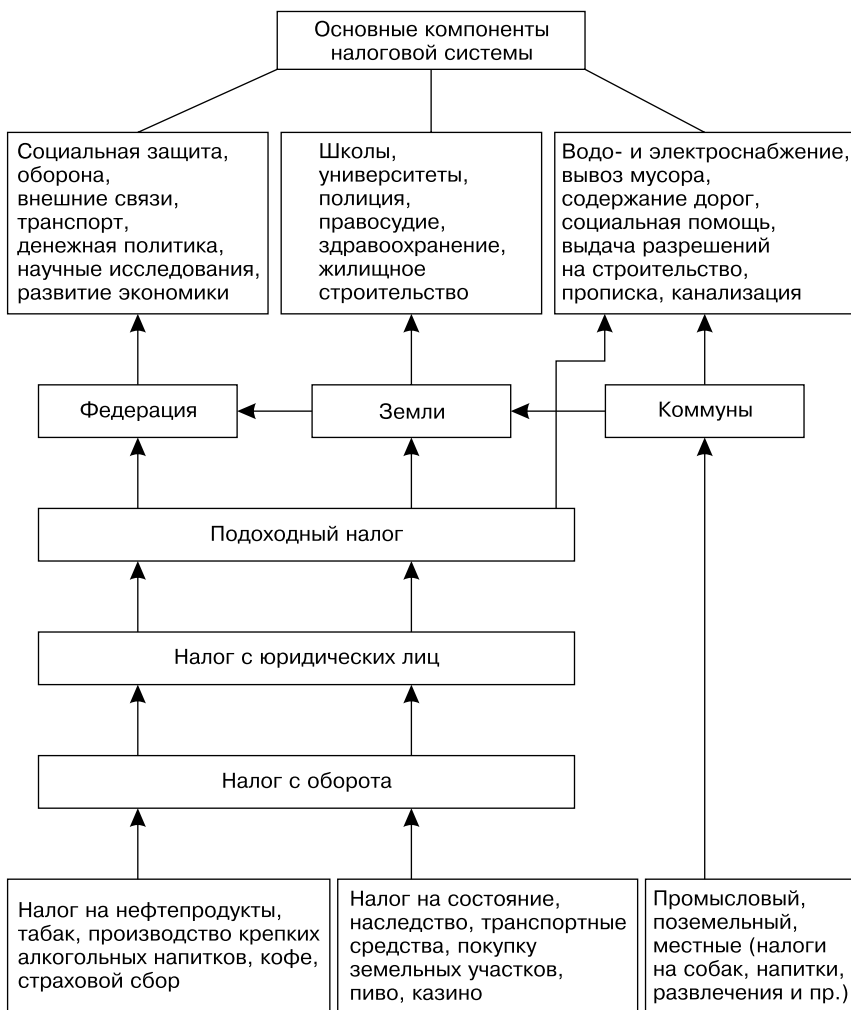 Основные компоненты
налоговой системы
Социальная защита,
оборона,
внешние связи,
транспорт,
денежная политика,
научные исследования,
развитие экономики
Школы,
университеты,
полиция,
правосудие,
здравоохранение,
жилищное
строительство
Водо- и электроснабжение,
вывоз мусора,
содержание дорог,
социальная помощь,
выдача разрешений
на строительство,
прописка, канализация
Федерация
Земли
Коммуны
Подоходный налог
Налог с юридических лиц
Налог с оборота
Налог на нефтепродукты,
табак, производство крепких
алкогольных напитков, кофе,
страховой сбор
Налог на состояние,
наследство, транспортные
средства, покупку
земельных участков,
пиво, казино
Промысловый,
поземельный,
местные (налоги
на собак, напитки,
развлечения и пр.)